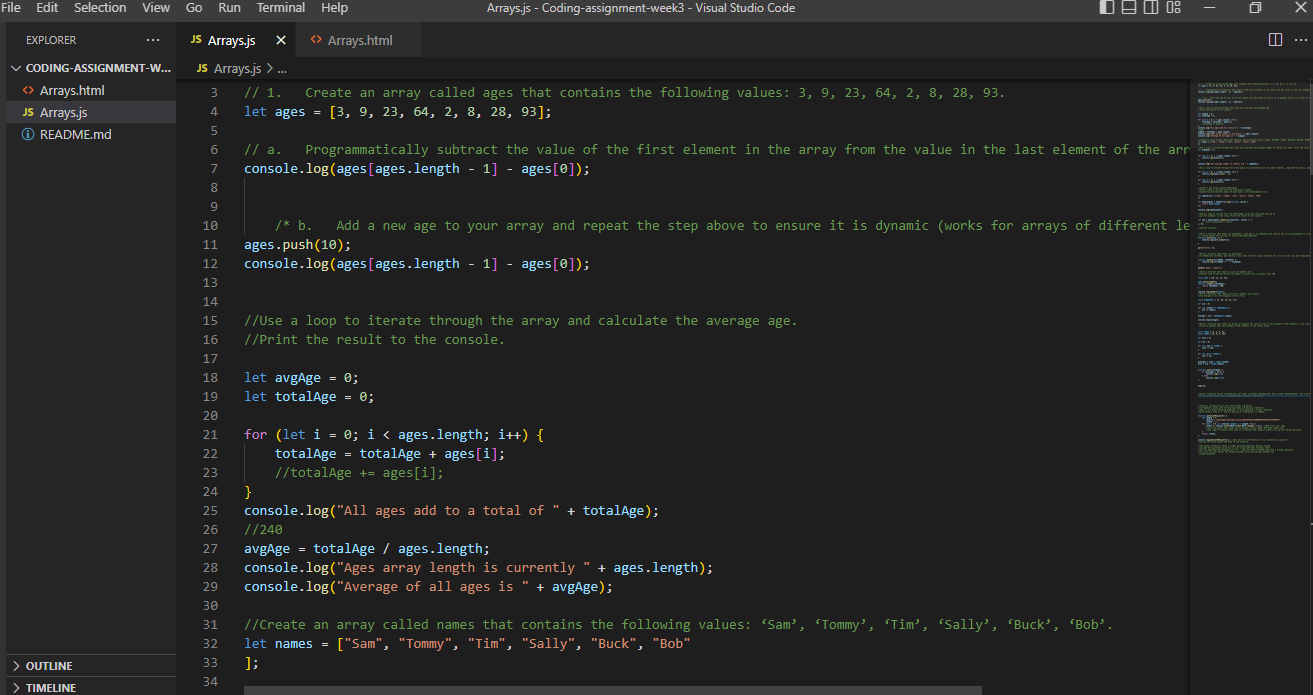 File Edit Selection View Go Run Terminal Help Arrays.js - Coding-assignment-week3 - Visual Studio Code
EXPLORER ···
JS Arrays.js × <> Arrays.html
CODING-ASSIGNMENT-W...
<> Arrays.html
JS Arrays.js
README.md
OUTLINE
TIMELINE
JS Arrays.js > ...
3 // 1. Create an array called ages that contains the following values: 3, 9, 23, 64, 2, 8, 28, 93.
4 let ages = [3, 9, 23, 64, 2, 8, 28, 93];
5
6 // a. Programmatically subtract the value of the first element in the array from the value in the last element of the arr
7 console.log(ages[ages.length - 1] - ages[0]);
8
9
10 /* b. Add a new age to your array and repeat the step above to ensure it is dynamic (works for arrays of different le
11 ages.push(10);
12 console.log(ages[ages.length - 1] - ages[0]);
13
14
15 //Use a loop to iterate through the array and calculate the average age.
16 //Print the result to the console.
17
18 let avgAge = 0;
19 let totalAge = 0;
20
21 for (let i = 0; i < ages.length; i++) {
22 totalAge = totalAge + ages[i];
23 //totalAge += ages[i];
24 }
25 console.log("All ages add to a total of " + totalAge);
26 //240
27 avgAge = totalAge / ages.length;
28 console.log("Ages array length is currently " + ages.length);
29 console.log("Average of all ages is " + avgAge);
30
31 //Create an array called names that contains the following values: ‘Sam’, ‘Tommy’, ‘Tim’, ‘Sally’, ‘Buck’, ‘Bob’.
32 let names = ["Sam", "Tommy", "Tim", "Sally", "Buck", "Bob"
33 ];
34